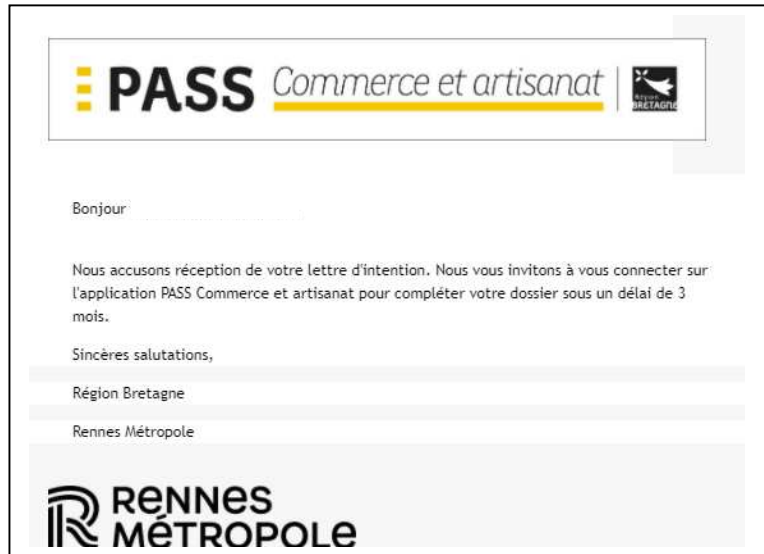 PASS Commerce et artisanat
Région
BRETAGNE
Bonjour
Nous accusons réception de votre lettre d'intention. Nous vous invitons à vous connecter sur
l'application PASS Commerce et artisanat pour compléter votre dossier sous un délai de 3
mois.
Sincères salutations,
Région Bretagne
Rennes Métropole
Rennes
Métropole